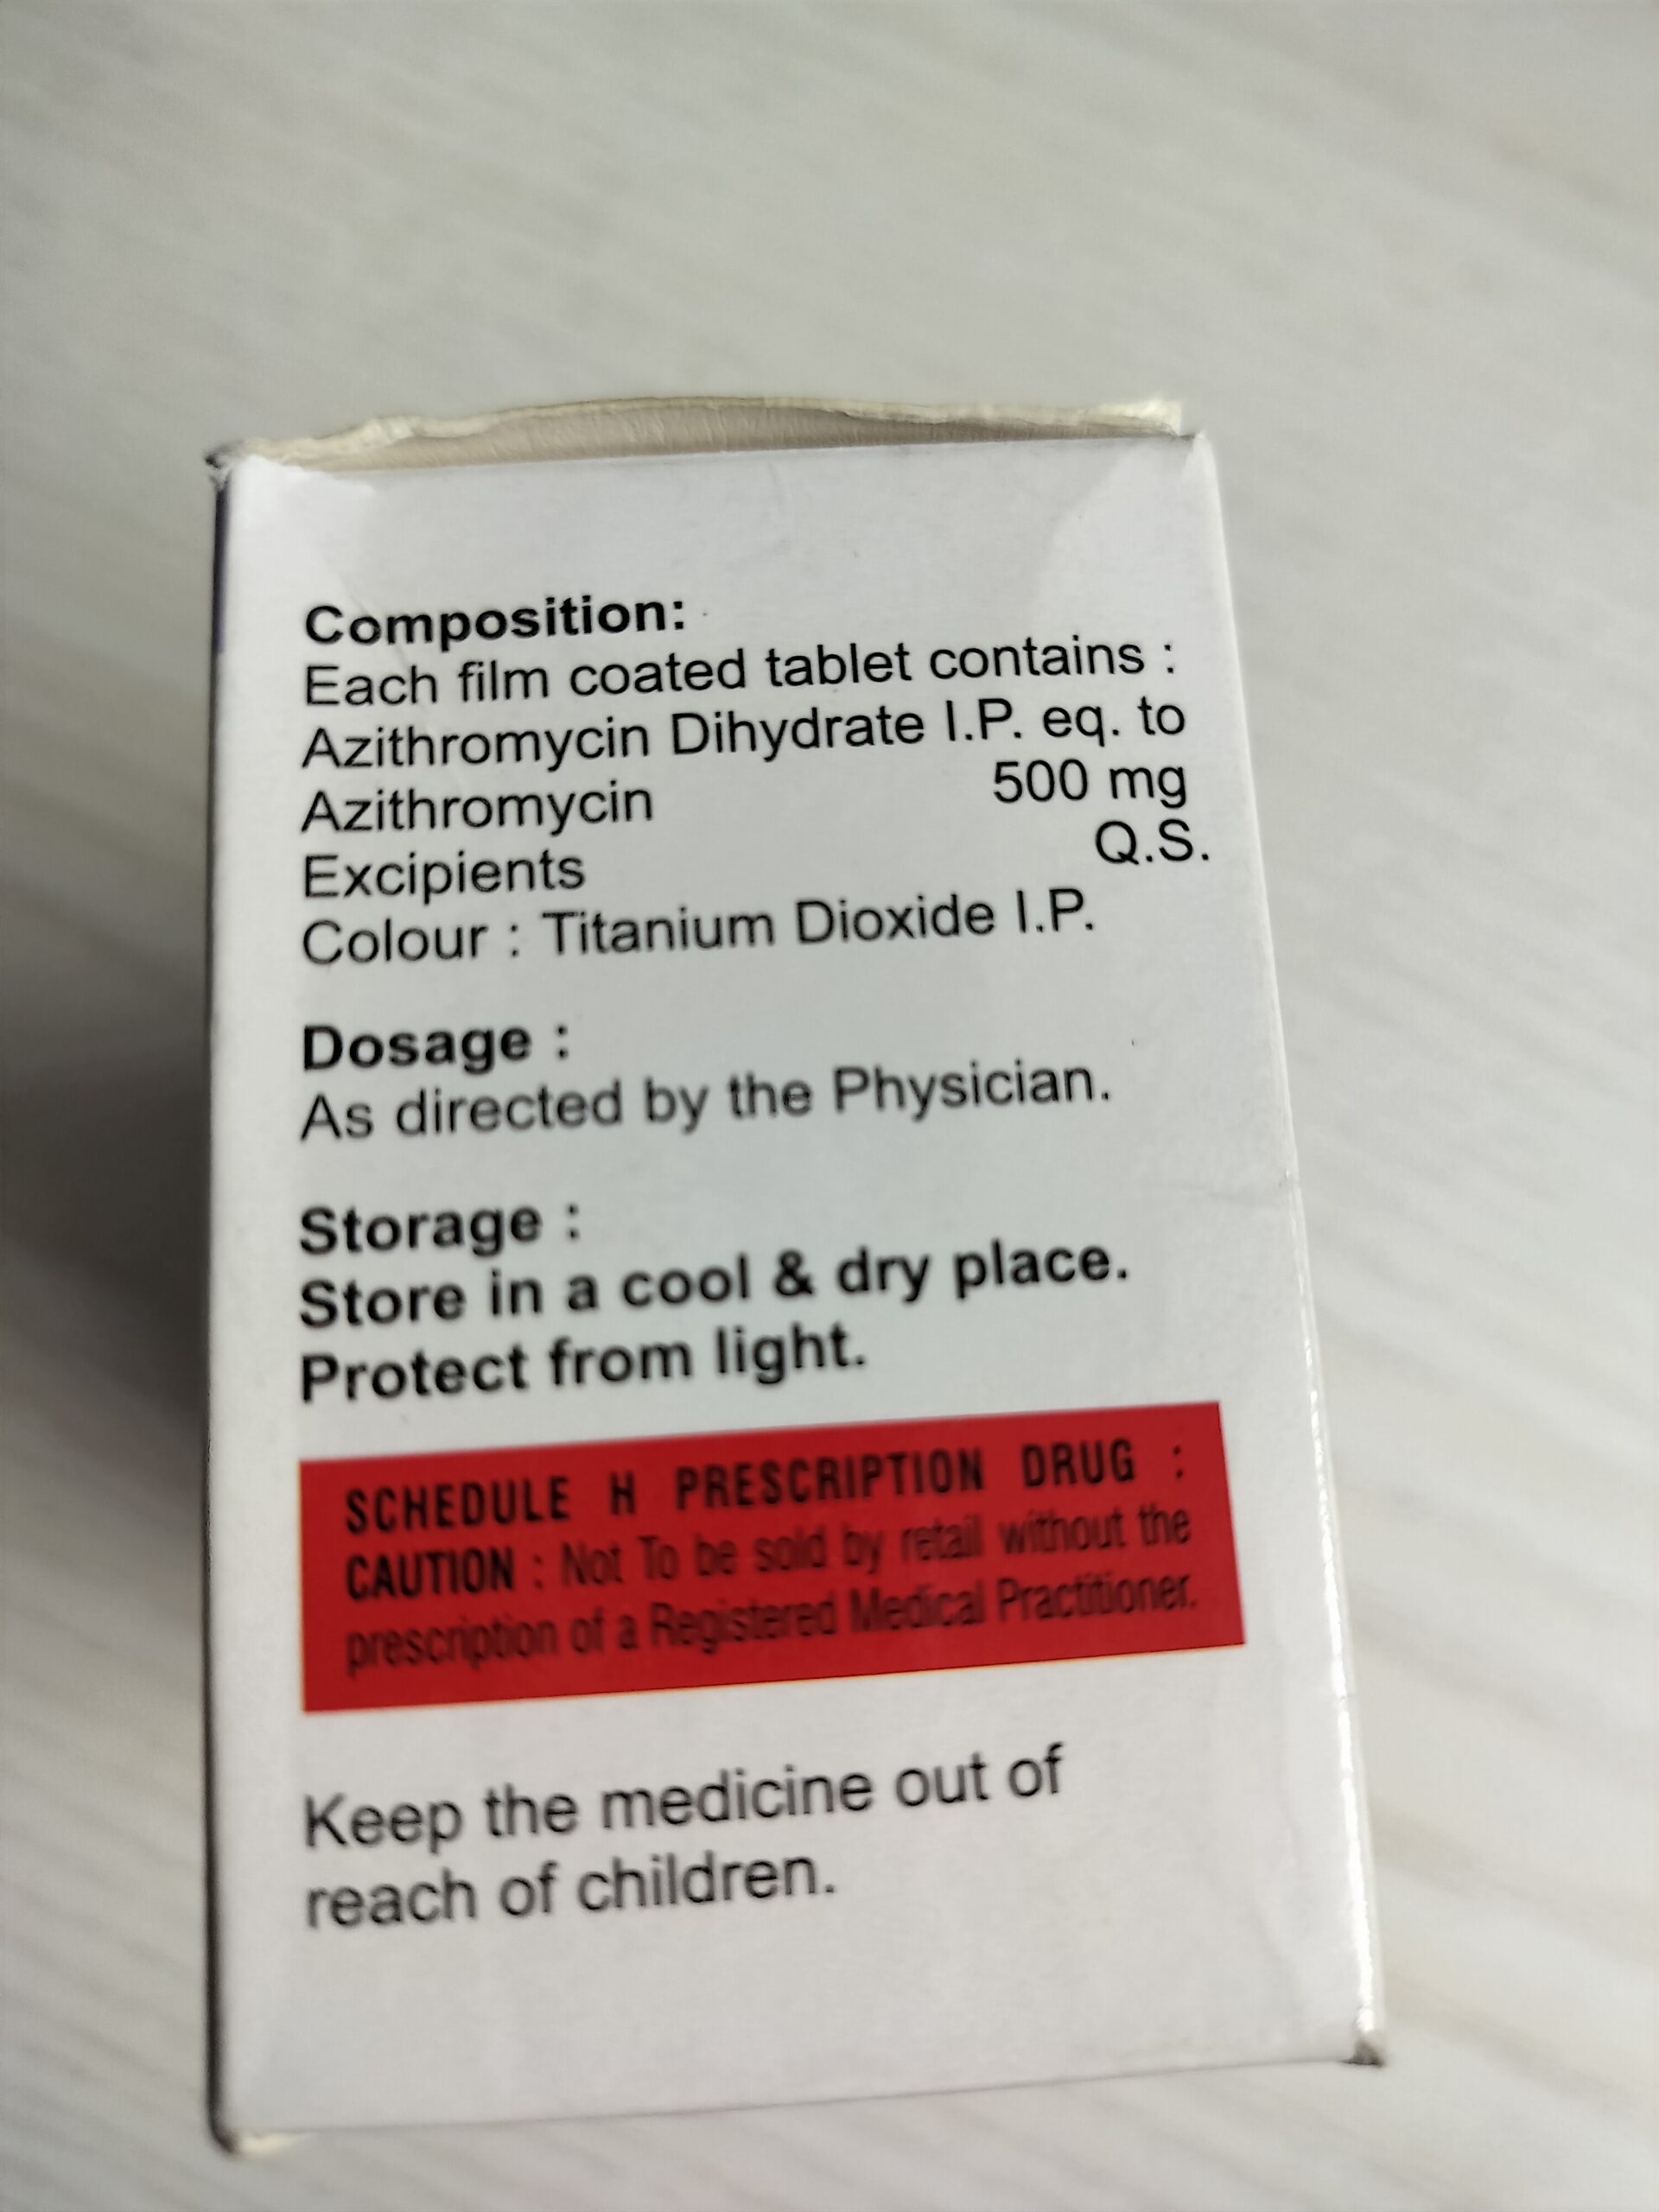 Composition:
Each film coated tablet contains :
Azithromycin Dihydrate I.P. eq. to
Azithromycin 500 mg
Excipients Q.S.
Colour : Titanium Dioxide I.P.
Dosage :
As directed by the Physician.
Storage :
Store in a cool & dry place.
Protect from light.
SCHEDULE H PRESCRIPTION DRUG :
CAUTION : Not To be sold by retail without the
prescription of a Registered Medical Practitioner.
Keep the medicine out of
reach of children.